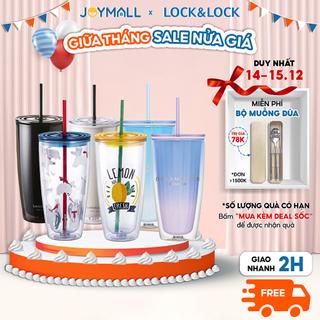 JOYMALL × LOCK&LOCK
GIỮA THÁNG SALE NỬA GIÁ
DUY NHẤT
14-15.12
MIỄN PHÍ
BỘ MUỖNG ĐŨA
TRỊ GIÁ
78K
*ĐƠN
>1500K
LEMON
*SỐ LƯỢNG QUÀ CÓ HẠN
Bấm "MUA KÈM DEAL SỐC"
để được nhận quà
GIAO
NHANH 2H
FREE